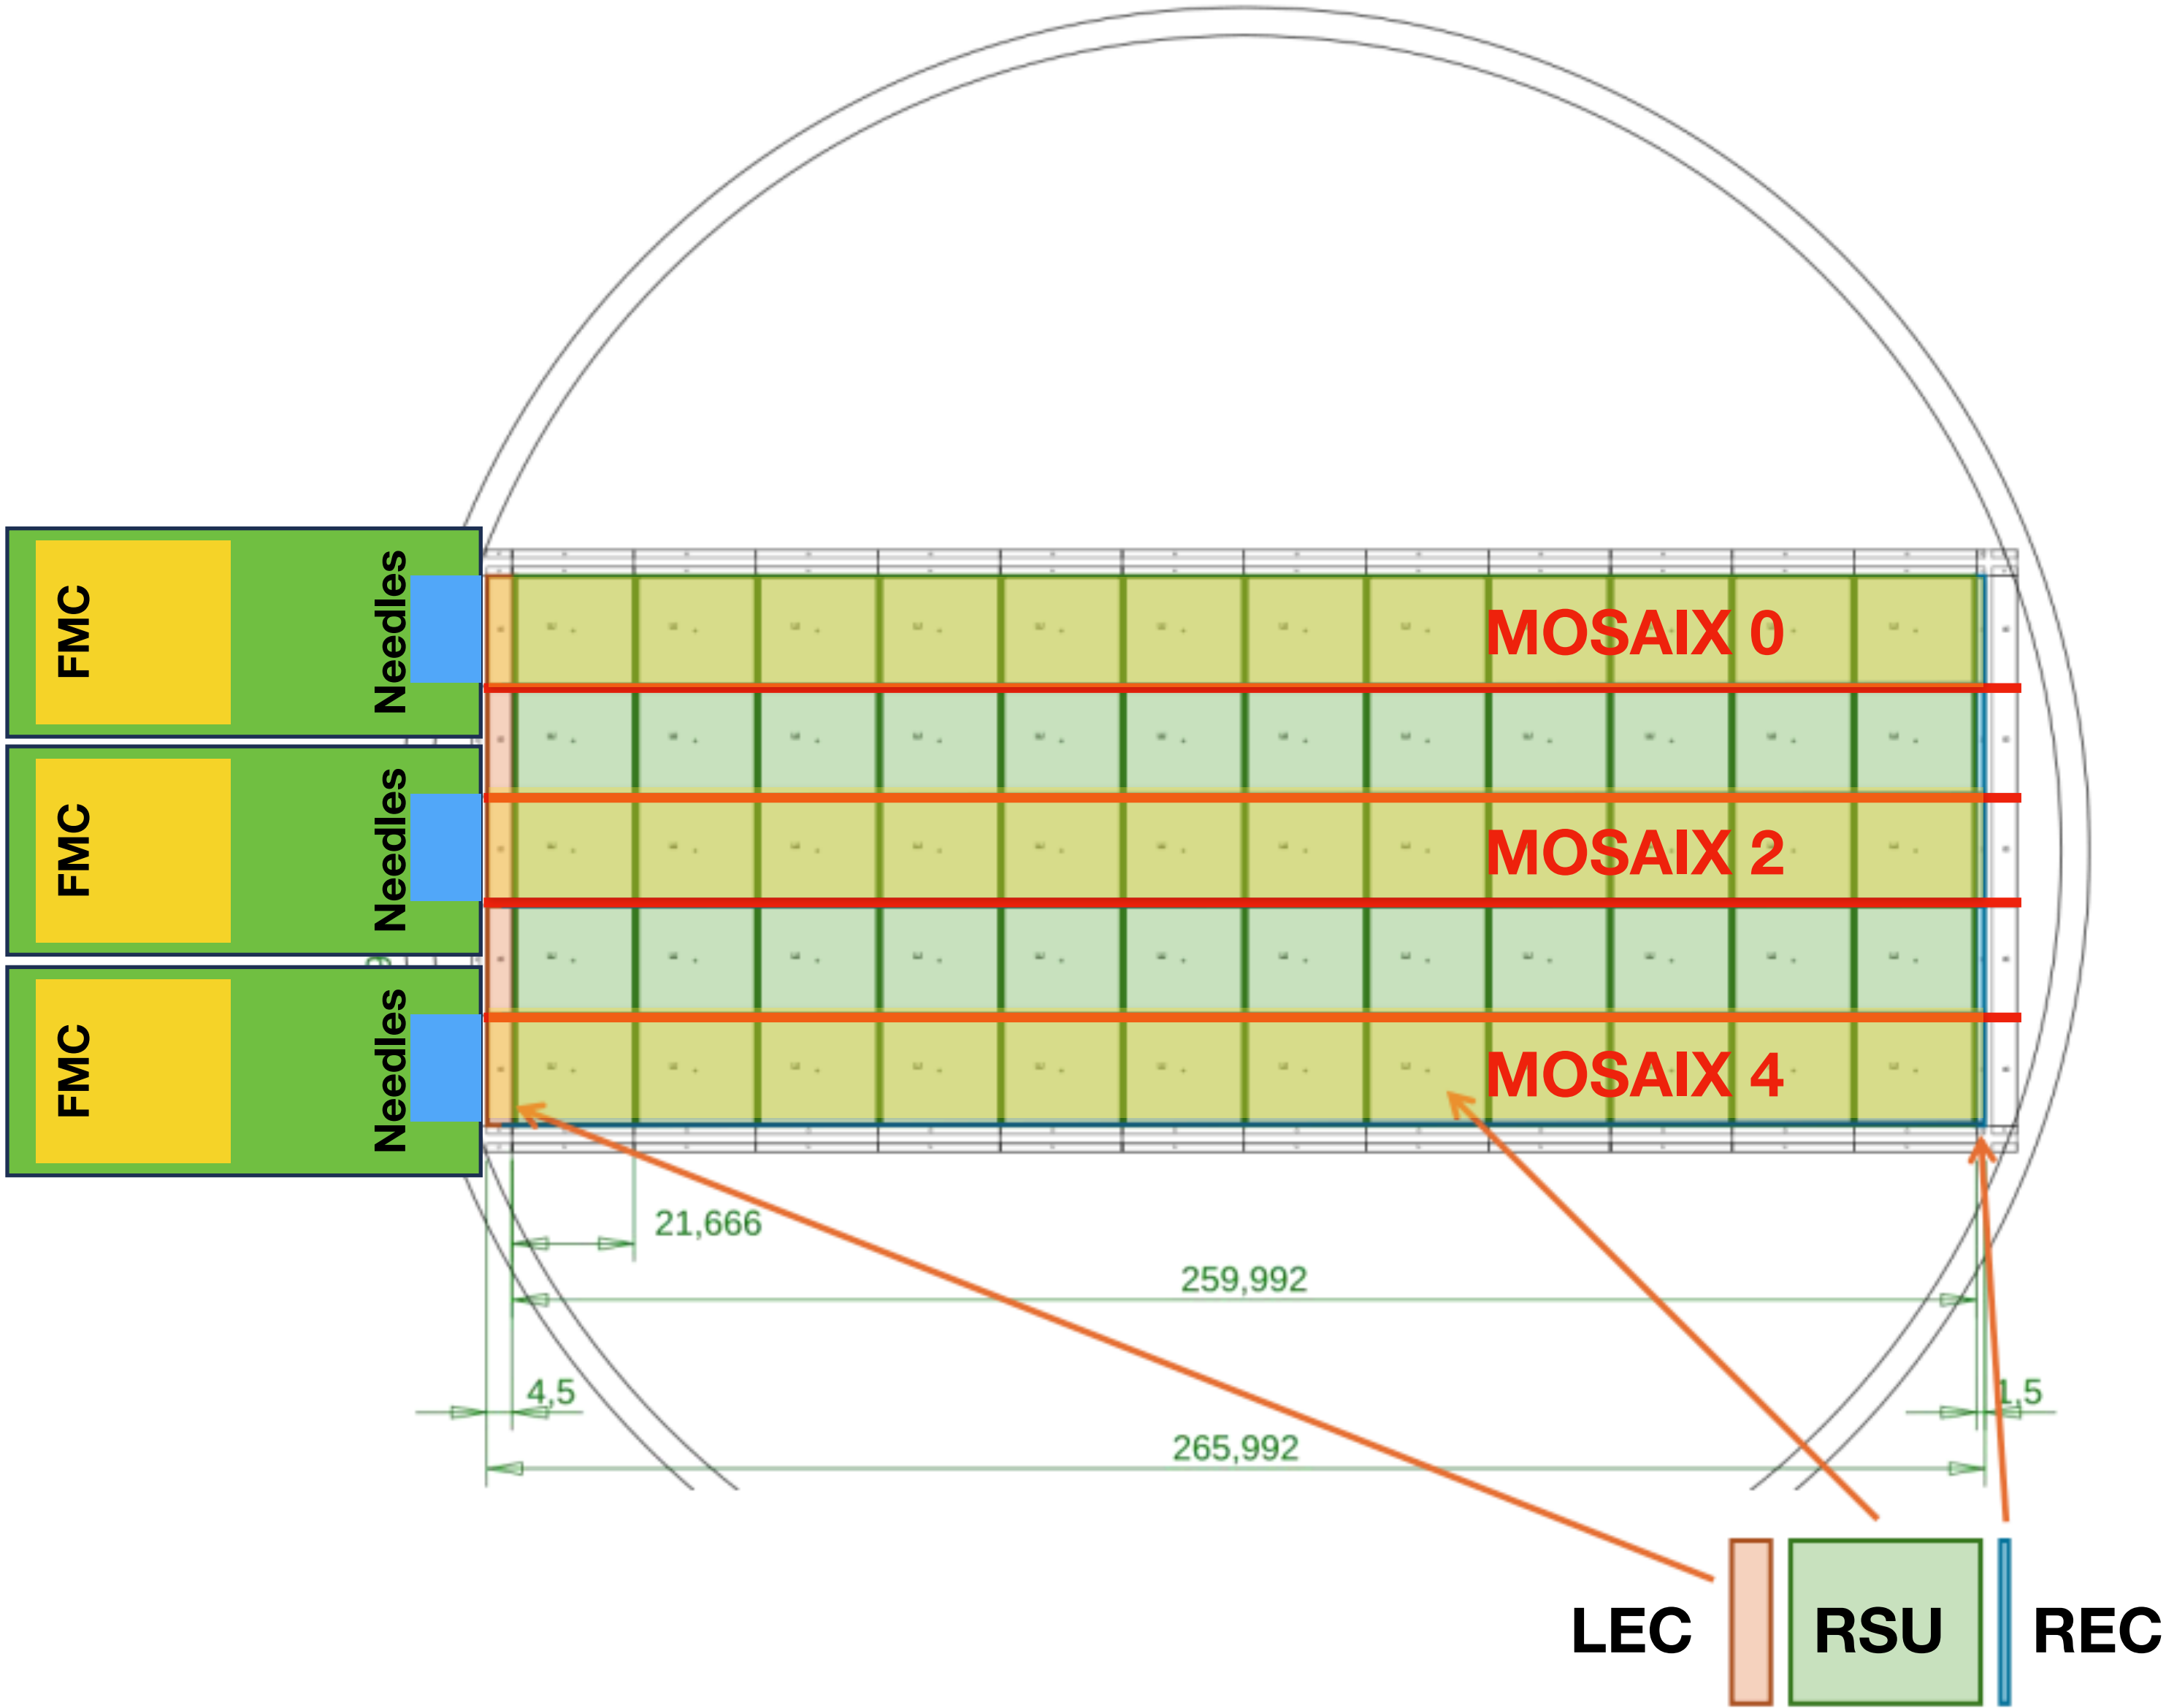 FMC
Needles
MOSAIX 0
FMC
Needles
MOSAIX 2
FMC
Needles
MOSAIX 4
21,666
259,992
4,5
1,5
265,992
LEC
RSU
REC